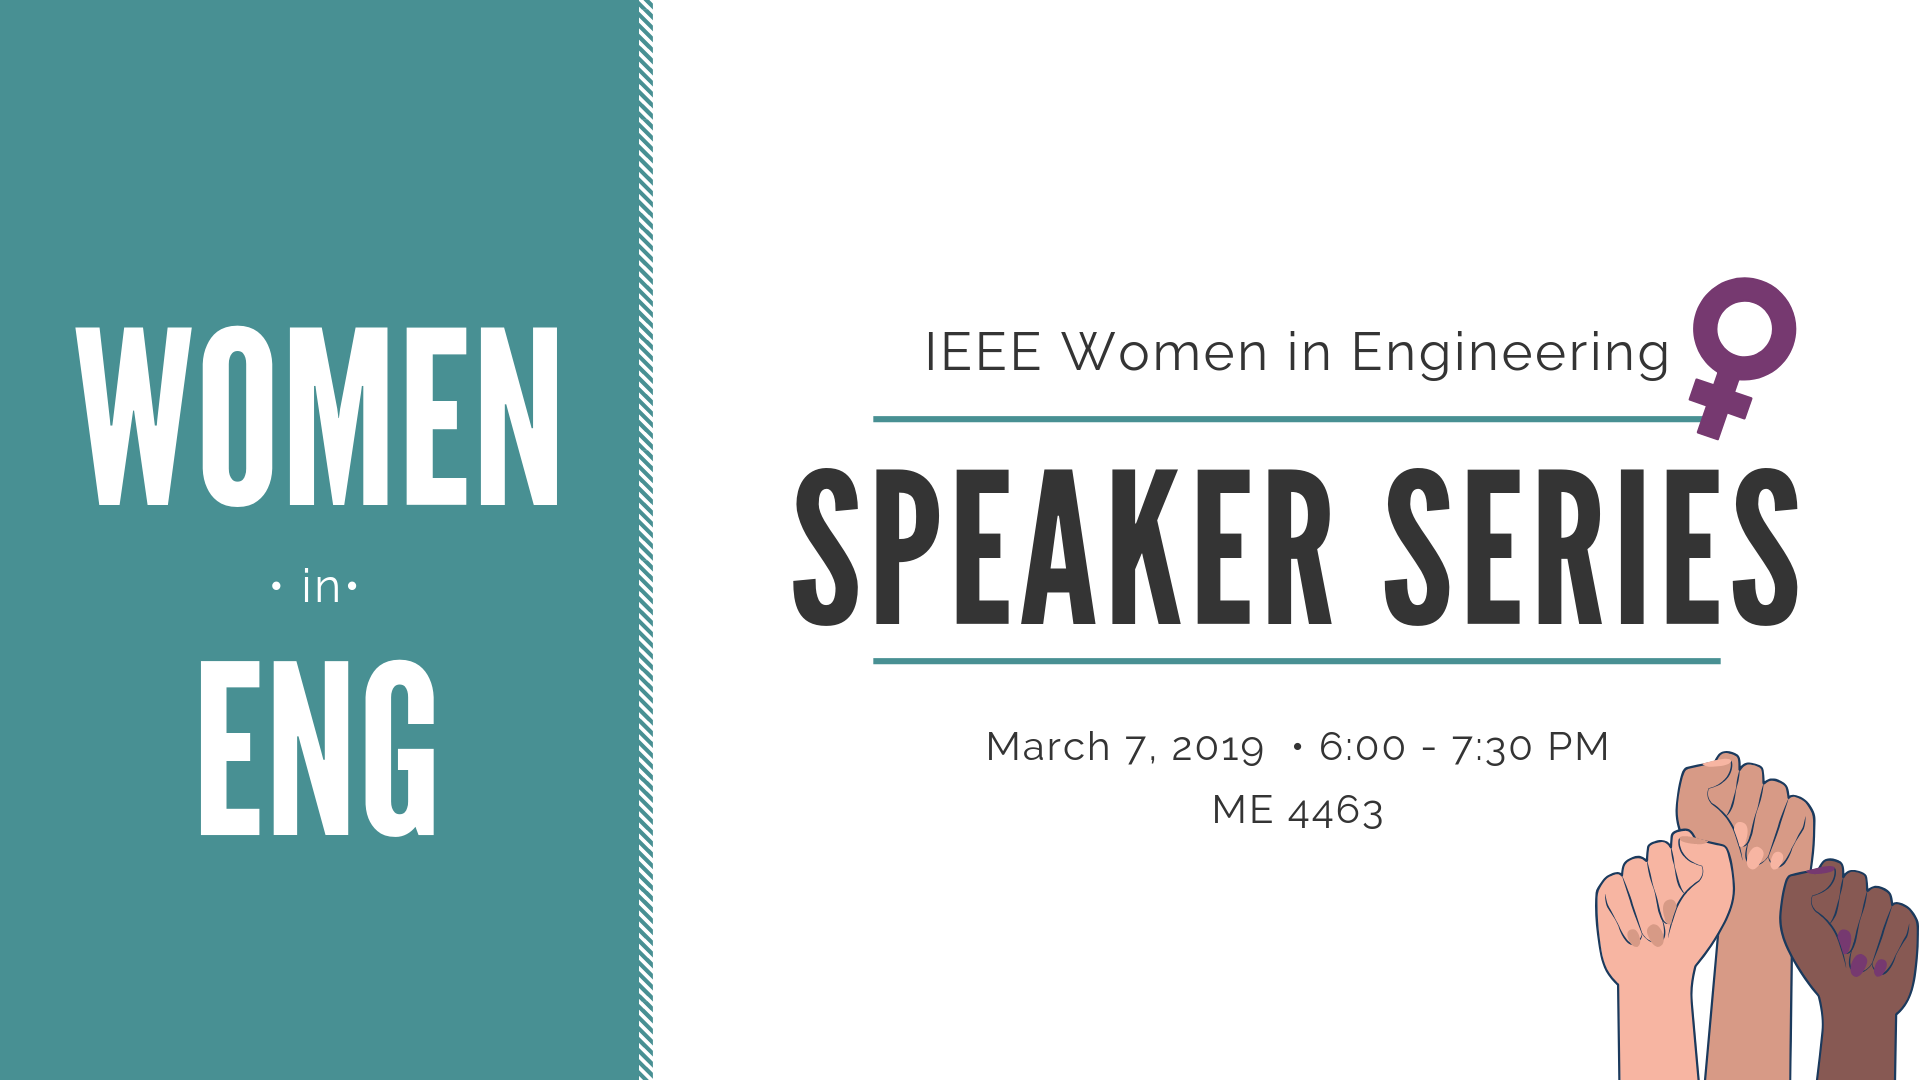 WOMEN
• in•
ENG
IEEE Women in Engineering
SPEAKER SERIES
March 7, 2019 • 6:00 - 7:30 PM
ME 4463